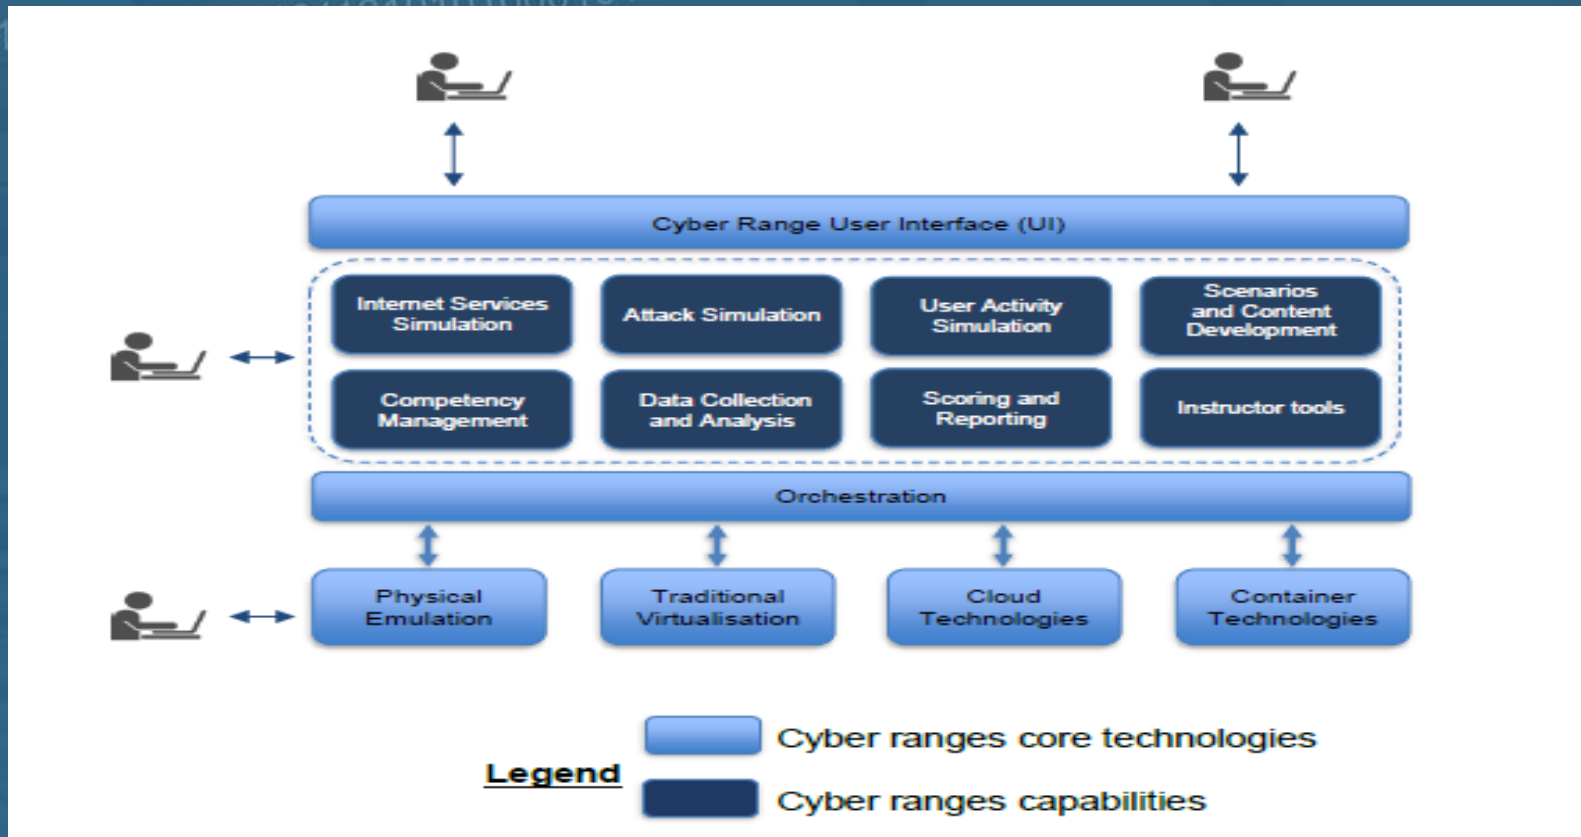 Cyber Range User Interface (UI)
Internet Services
Simulation
Attack Simulation
User Activity
Simulation
Scenarios
and Content
Development
Competency
Management
Data Collection
and Analysis
Scoring and
Reporting
Instructor tools
Orchestration
Physical
Emulation
Traditional
Virtualisation
Cloud
Technologies
Container
Technologies
Legend
Cyber ranges core technologies
Cyber ranges capabilities